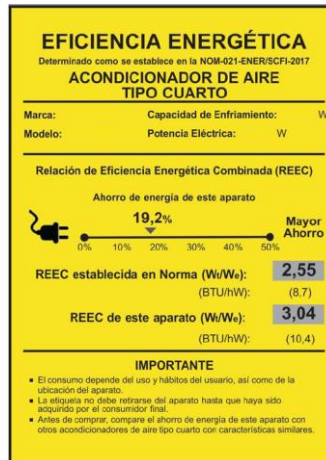 EFICIENCIA ENERGÉTICA
Determinado como se establece en la NOM-021-ENER/SCFI-2017
ACONDICIONADOR DE AIRE
TIPO CUARTO
Marca: Capacidad de Enfriamiento: W
Modelo: Potencia Eléctrica: W
Relación de Eficiencia Energética Combinada (REEC)
Ahorro de energía de este aparato
19,2%
Mayor
Ahorro
0% 10% 20% 30% 40% 50%
REEC establecida en Norma (Wt/We): 2,55
(BTU/hW): (8,7)
REEC de este aparato (Wt/We): 3,04
(BTU/hW): (10,4)
IMPORTANTE
▪ El consumo depende del uso y hábitos del usuario, así como de la
ubicación del aparato.
▪ La etiqueta no debe retirarse del aparato hasta que haya sido
adquirido por el consumidor final.
▪ Antes de comprar, compare el ahorro de energía de este aparato con
otros acondicionadores de aire tipo cuarto con características similares.